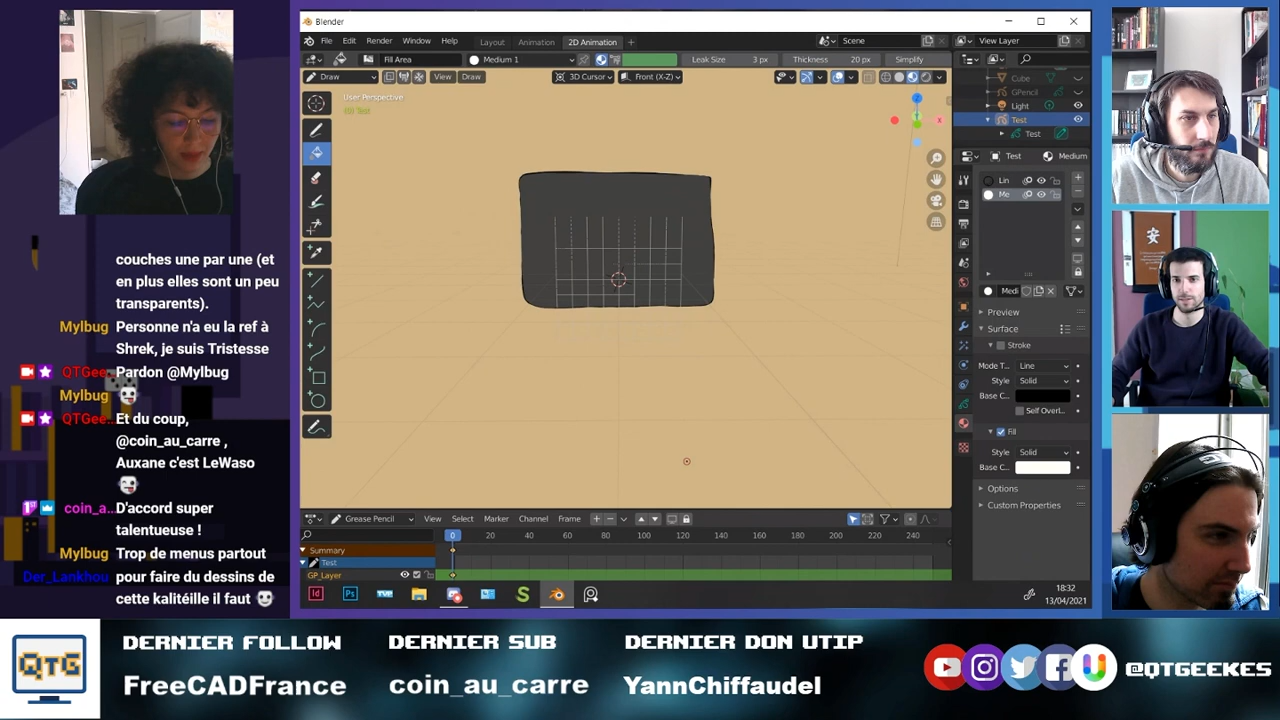 Blender
File Edit Render Window Help Layout Animation 2D Animation + Scene View Layer
Fill Area Medium 1 Leak Size 3 px Thickness 20 px Simplify
Draw View Draw 3D Cursor Front (X-Z)
User Perspective
Cube
GPencil
Light
Test
Test
Test Medium
Lin
Me
Medi
Preview
Surface
Stroke
Mode T... Line
Style Solid
Base C...
Self Overl...
Fill
Style Solid
Base C...
Options
Custom Properties
Grease Pencil View Select Marker Channel Frame
0 20 40 60 80 100 120 140 160 180 200 220 240
Summary
Test
GP_Layer
18:32
13/04/2021
couches une par une (et
en plus elles sont un peu
transparents).
Mylbug Personne n'a eu la ref à
Shrek, je suis Tristesse
QTGee... Pardon @Mylbug
Mylbug
QTGee... Et du coup,
@coin_au_carre ,
Auxane c'est LeWaso
coin_a... D'accord super
talentueuse !
Mylbug Trop de menus partout
Der_Lankhou pour faire du dessins de
cette kalitéille il faut
QTG
DERNIER FOLLOW
FreeCADFrance
DERNIER SUB
coin_au_carre
DERNIER DON UTIP
YannChiffaudel
@QTGEEKES